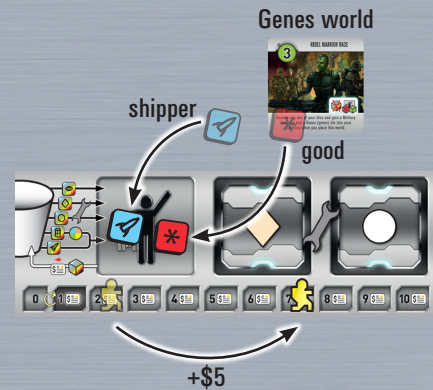 Genes world
3
REBEL WARRIOR RACE
shipper
good
0 1 $ 2 $ 3 $ 4 $ 5 $ 6 $ 7 8 $ 9 $ 10 $
+$5